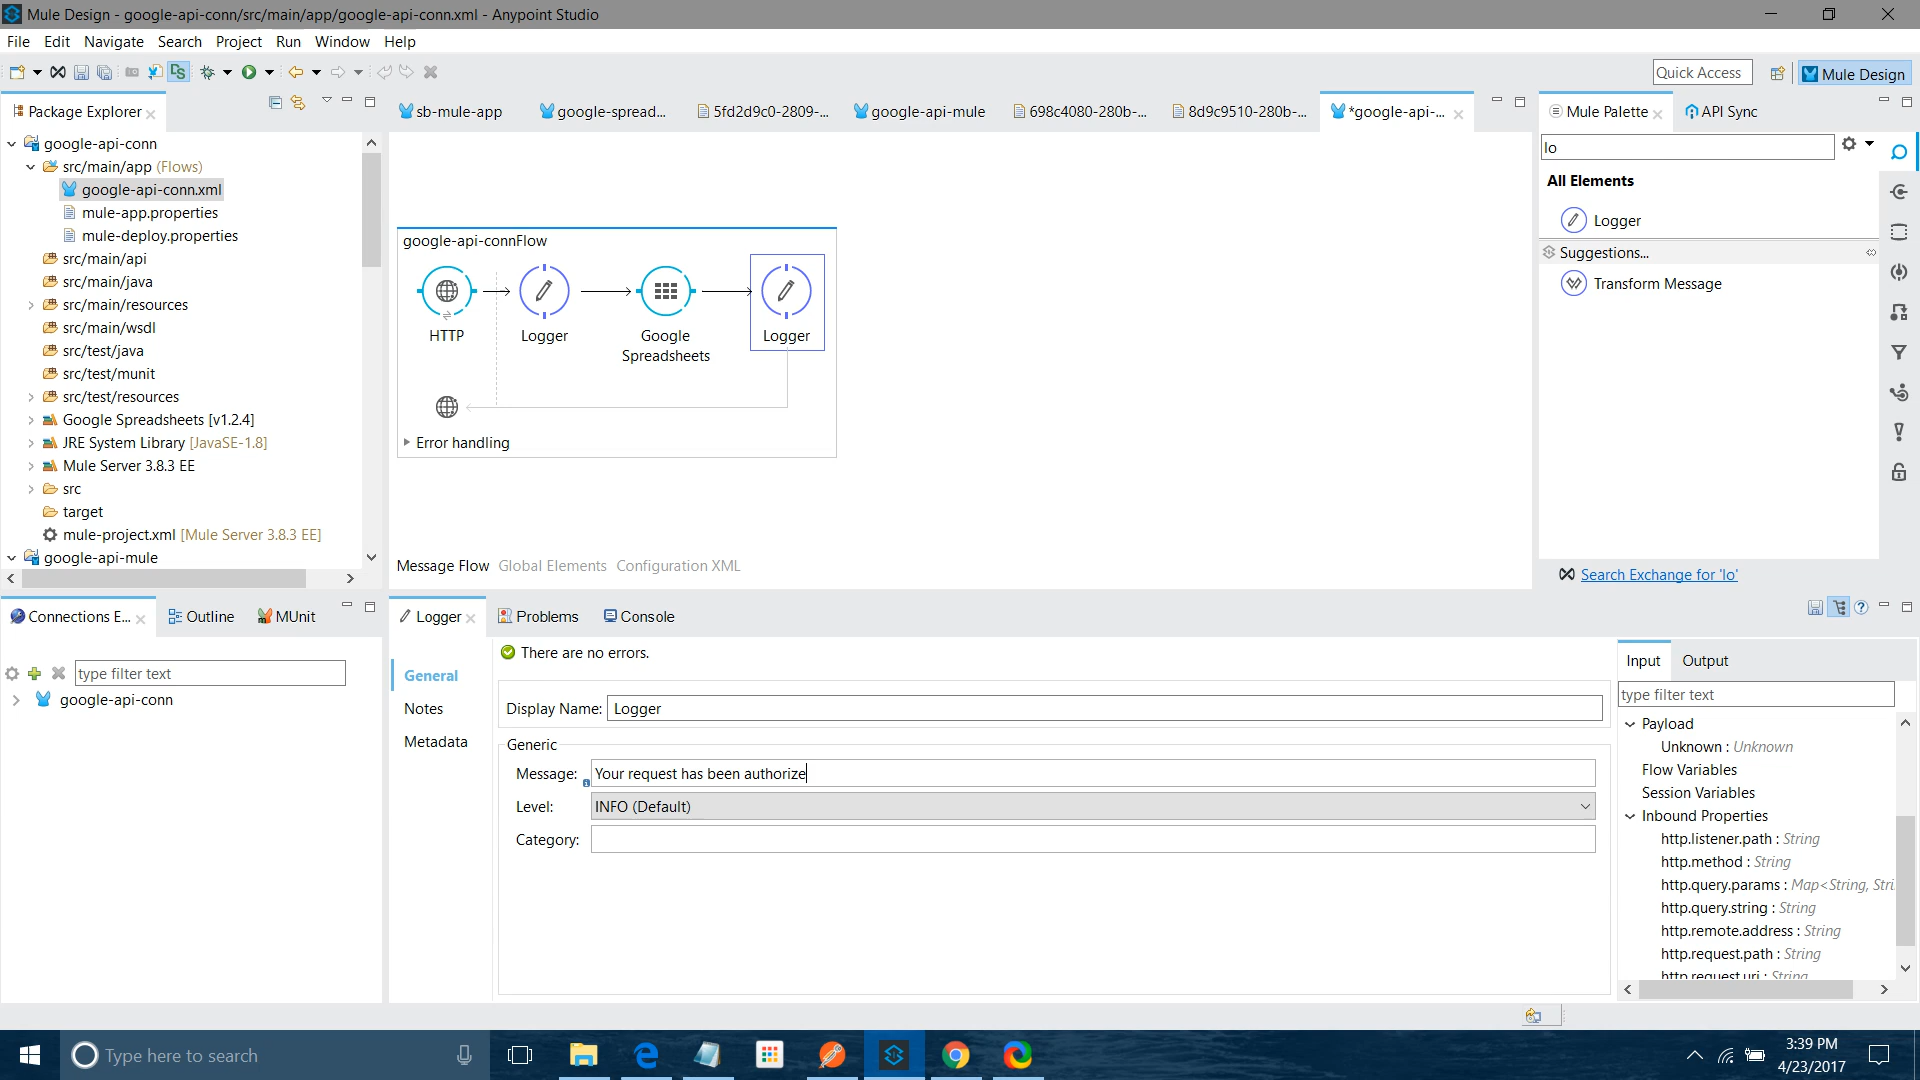 Mule Design - google-api-conn/src/main/app/google-api-conn.xml - Anypoint Studio
File Edit Navigate Search Project Run Window Help
Quick Access
Mule Design
Package Explorer
google-api-conn
src/main/app (Flows)
google-api-conn.xml
mule-app.properties
mule-deploy.properties
src/main/api
src/main/java
src/main/resources
src/main/wsdl
src/test/java
src/test/munit
src/test/resources
Google Spreadsheets [v1.2.4]
JRE System Library [JavaSE-1.8]
Mule Server 3.8.3 EE
src
target
mule-project.xml [Mule Server 3.8.3 EE]
google-api-mule
sb-mule-app
google-spread...
5fd2d9c0-2809-...
google-api-mule
698c4080-280b-...
8d9c9510-280b-...
*google-api-...
google-api-connFlow
HTTP
Logger
Google
Spreadsheets
Logger
Error handling
Message Flow Global Elements Configuration XML
Mule Palette
API Sync
lo
All Elements
Logger
Suggestions...
Transform Message
Search Exchange for 'lo'
Connections E...
Outline
MUnit
type filter text
google-api-conn
Logger
Problems
Console
There are no errors.
General
Notes
Metadata
Display Name: Logger
Generic
Message: Your request has been authorize
Level: INFO (Default)
Category:
Input Output
type filter text
Payload
Unknown : Unknown
Flow Variables
Session Variables
Inbound Properties
http.listener.path : String
http.method : String
http.query.params : Map<String, Stri
http.query.string : String
http.remote.address : String
http.request.path : String
http.request.uri : String
Type here to search
3:39 PM
4/23/2017